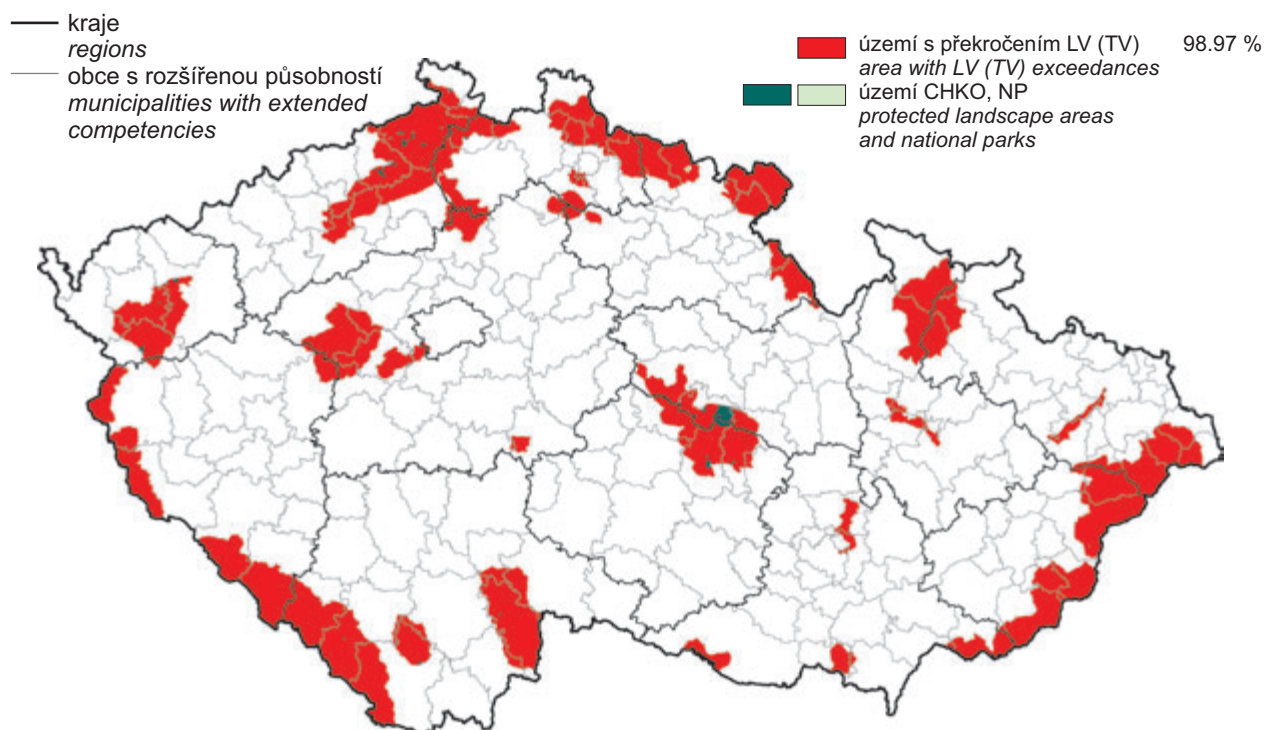 kraje
regions
obce s rozšířenou působností
municipalities with extended
competencies
území s překročením LV (TV) 98.97 %
area with LV (TV) exceedances
území CHKO, NP
protected landscape areas
and national parks